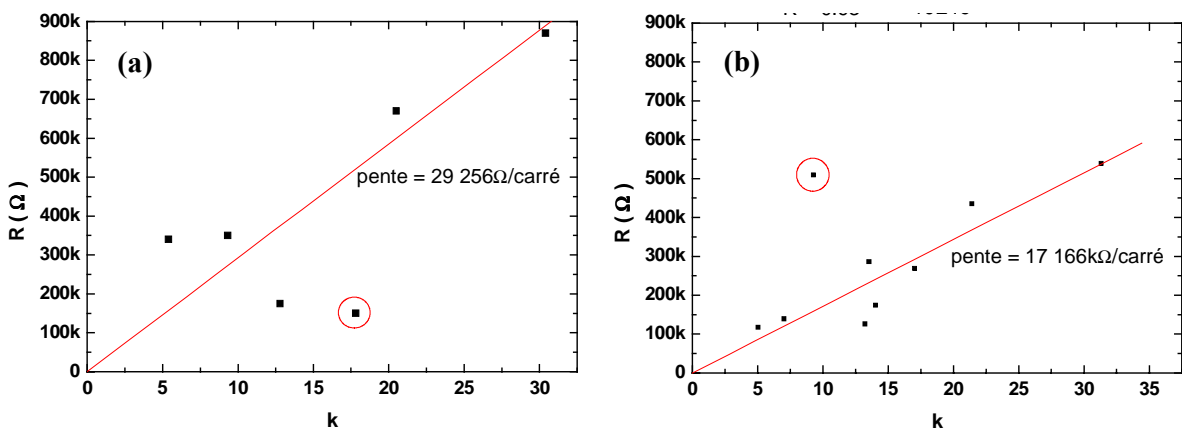 900k
800k
700k
600k
500k
400k
300k
200k
100k
0
R (Ω)
(a)
pente = 29 256Ω/carré
0 5 10 15 20 25 30
k
900k
800k
700k
600k
500k
400k
300k
200k
100k
0
R (Ω)
(b)
pente = 17 166kΩ/carré
0 5 10 15 20 25 30 35
k